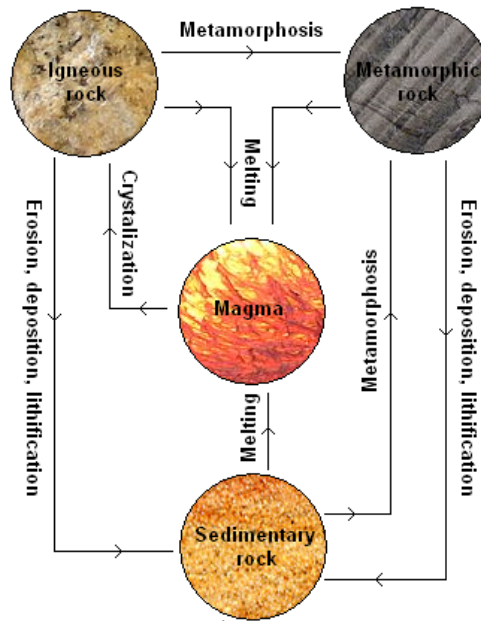 Metamorphosis
Igneous
rock
Metamorphic
rock
Melting
Crystalization
Erosion, deposition, lithification
Magma
Metamorphosis
Erosion, deposition, lithification
Melting
Sedimentary
rock